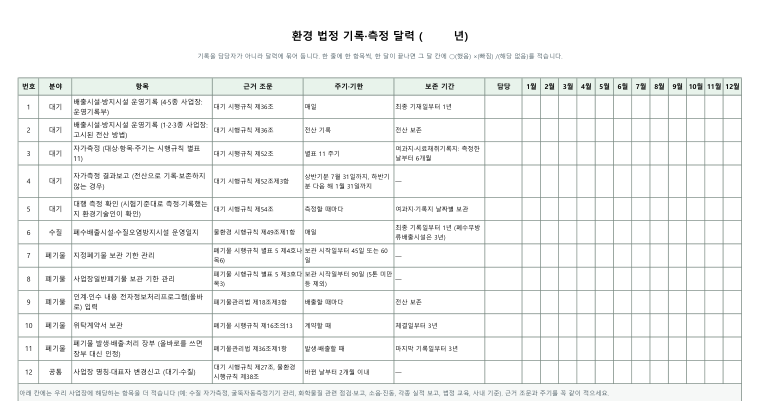 환경 법정 기록·측정 달력 (        년)
기록을 담당자가 아니라 달력에 묶어 둡니다. 한 줄에 한 항목씩, 한 달이 끝나면 그 달 칸에 ○(했음) ×(빠짐) /(해당 없음)를 적습니다.
번호 분야 항목 근거 조문 주기·기한 보존 기간 담당 1월 2월 3월 4월 5월 6월 7월 8월 9월 10월 11월 12월
1 대기 배출시설·방지시설 운영기록 (4·5종 사업장: 운영기록부) 대기 시행규칙 제36조 매일 최종 기재일부터 1년
2 대기 배출시설·방지시설 운영기록 (1·2·3종 사업장: 고시된 전산 방법) 대기 시행규칙 제36조 전산 기록 전산 보존
3 대기 자가측정 (대상·항목·주기는 시행규칙 별표 11) 대기 시행규칙 제52조 별표 11 주기 여과지·시료채취기록지: 측정한 날부터 6개월
4 대기 자가측정 결과보고 (전산으로 기록·보존하지 않는 경우) 대기 시행규칙 제52조제3항 상반기분 7월 31일까지, 하반기분 다음 해 1월 31일까지 —
5 대기 대행 측정 확인 (시험기준대로 측정·기록했는지 환경기술인이 확인) 대기 시행규칙 제54조 측정할 때마다 여과지·기록지 날짜별 보관
6 수질 폐수배출시설·수질오염방지시설 운영일지 물환경 시행규칙 제49조제1항 매일 최종 기록일부터 1년 (폐수무방류배출시설은 3년)
7 폐기물 지정폐기물 보관 기한 관리 폐기물 시행규칙 별표 5 제4호나목6) 보관 시작일부터 45일 또는 60일 —
8 폐기물 사업장일반폐기물 보관 기한 관리 폐기물 시행규칙 별표 5 제3호다목3) 보관 시작일부터 90일 (5톤 미만 등 제외) —
9 폐기물 인계·인수 내용 전자정보처리프로그램(올바로) 입력 폐기물관리법 제18조제3항 배출할 때마다 전산 보존
10 폐기물 위탁계약서 보관 폐기물 시행규칙 제16조의13 계약할 때 체결일부터 3년
11 폐기물 폐기물 발생·배출·처리 장부 (올바로를 쓰면 장부 대신 인정) 폐기물관리법 제36조제1항 발생·배출할 때 마지막 기록일부터 3년
12 공통 사업장 명칭·대표자 변경신고 (대기·수질) 대기 시행규칙 제27조, 물환경 시행규칙 제38조 바뀐 날부터 2개월 이내 —
아래 칸에는 우리 사업장에 해당하는 항목을 더 적습니다 (예: 수질 자가측정, 굴뚝자동측정기기 관리, 화학물질 관련 점검·보고, 소음·진동, 각종 실적 보고, 법정 교육, 사내 기준). 근거 조문과 주기를 꼭 같이 적으세요.